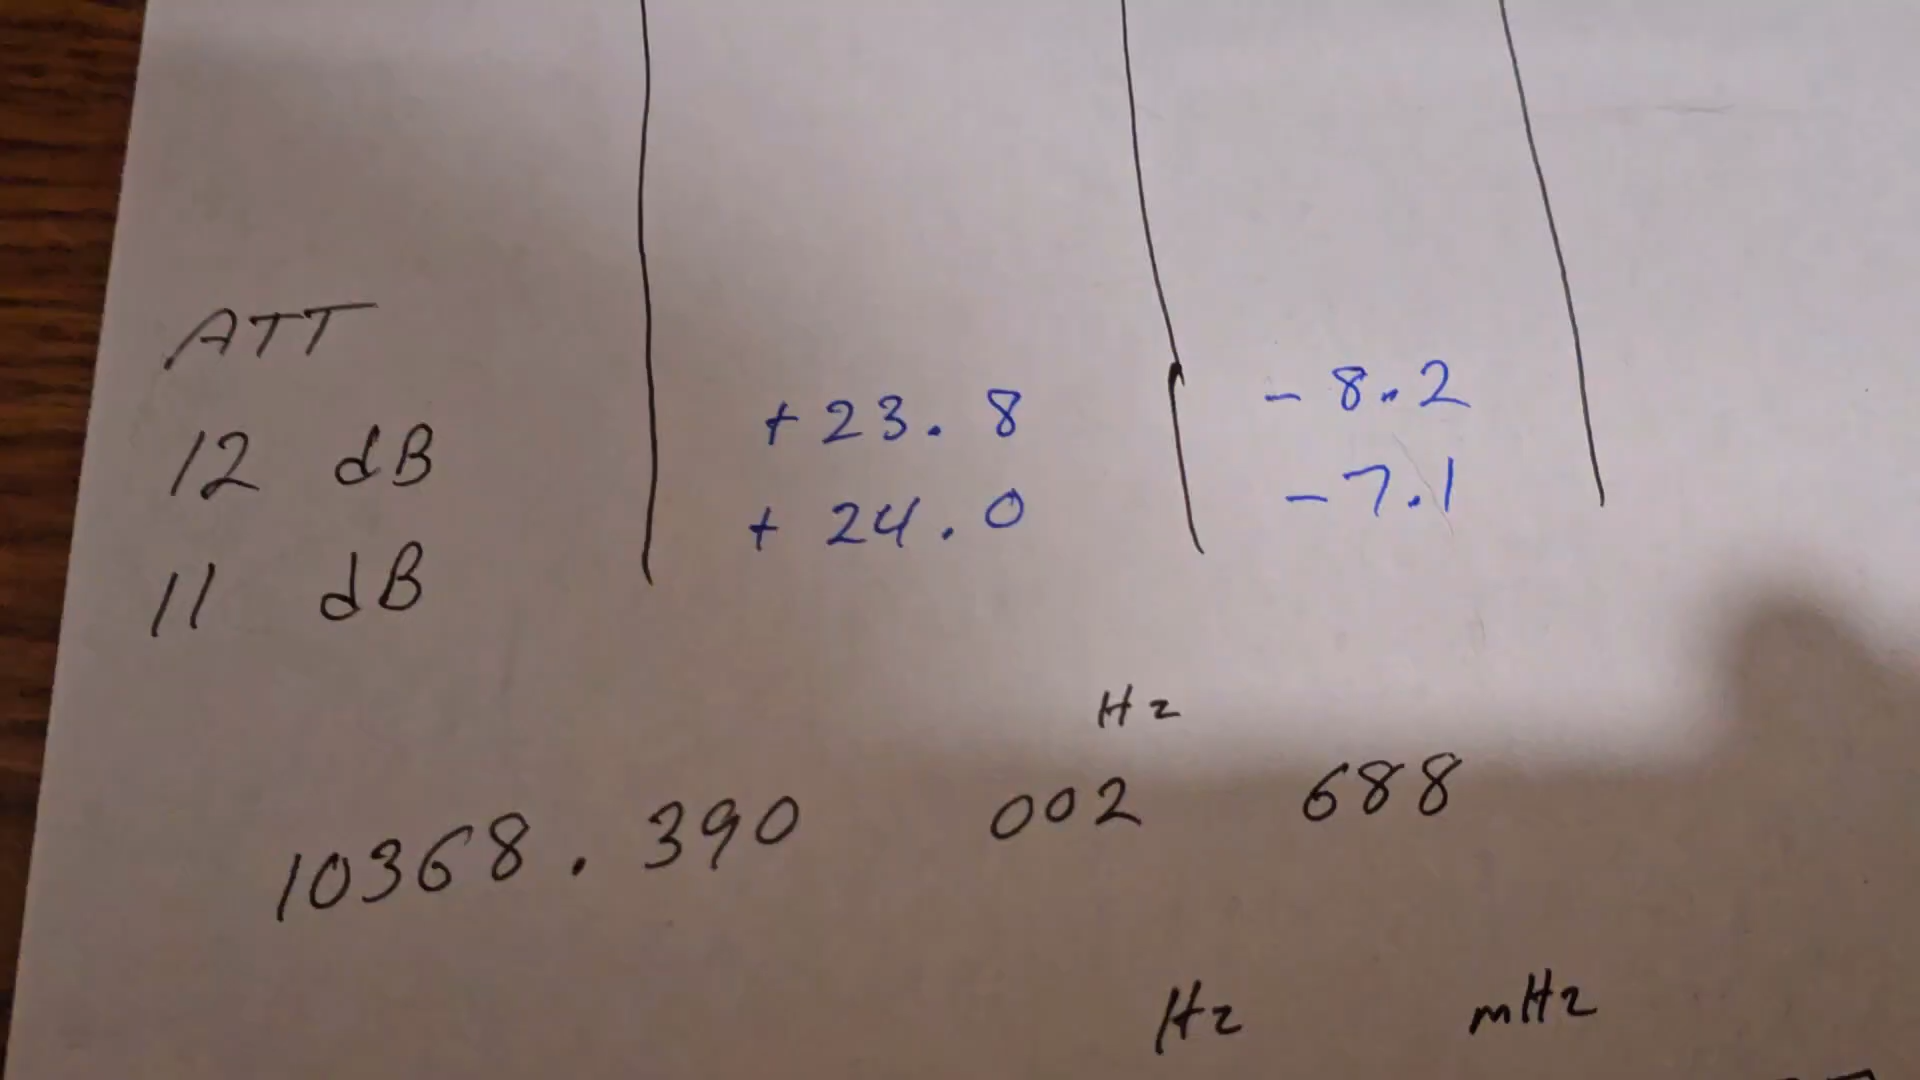 ATT
12 dB +23.8 -8.2
11 dB +24.0 -7.1
Hz
10368.390 002 688
Hz mHz